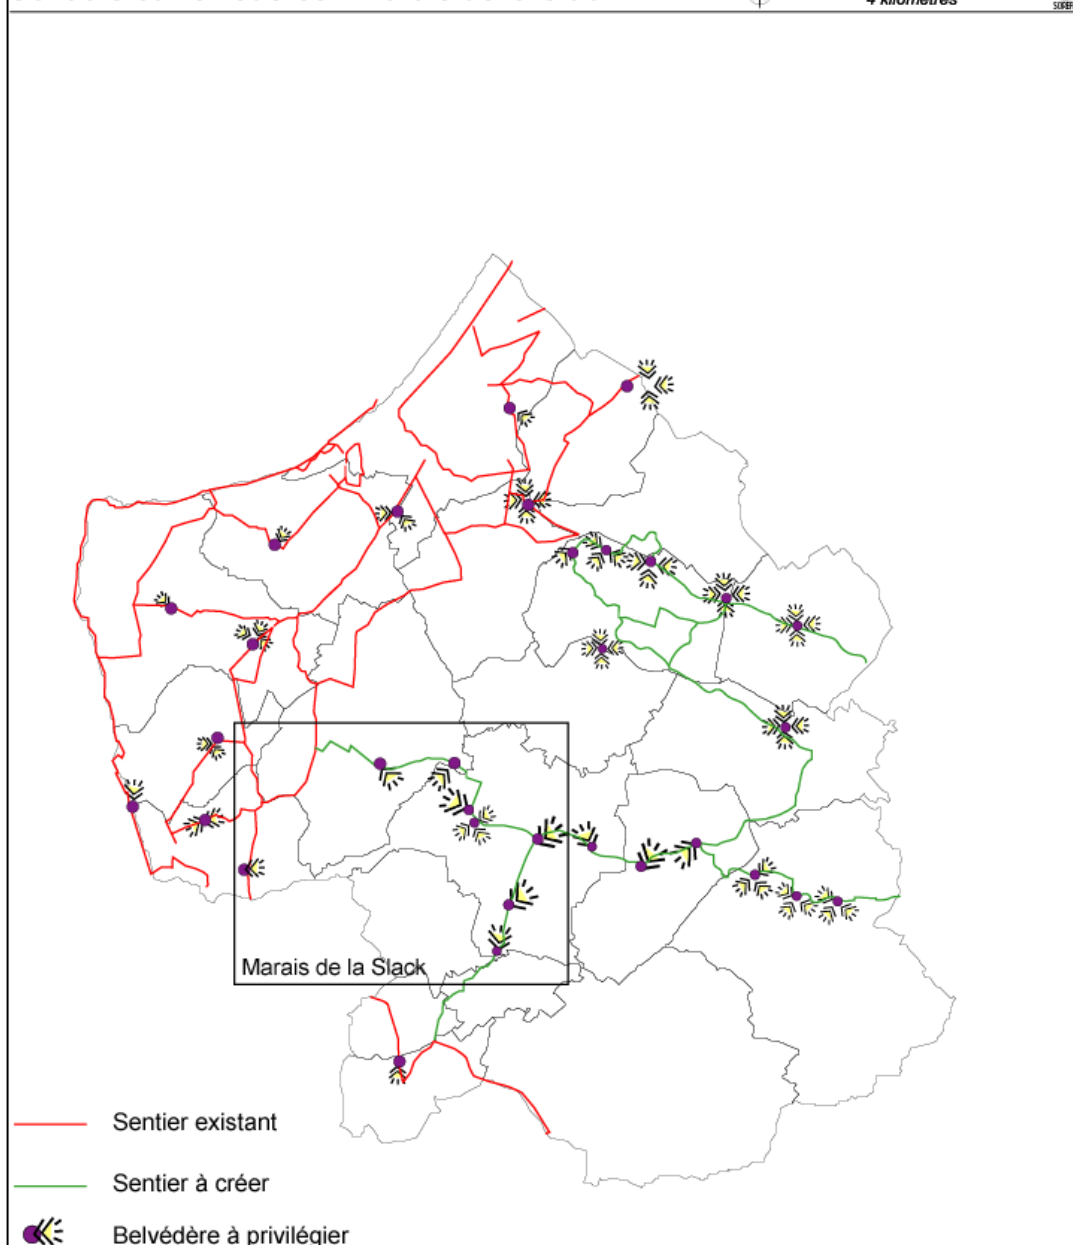 4 kilomètres
Marais de la Slack
Sentier existant
Sentier à créer
Belvédère à privilégier